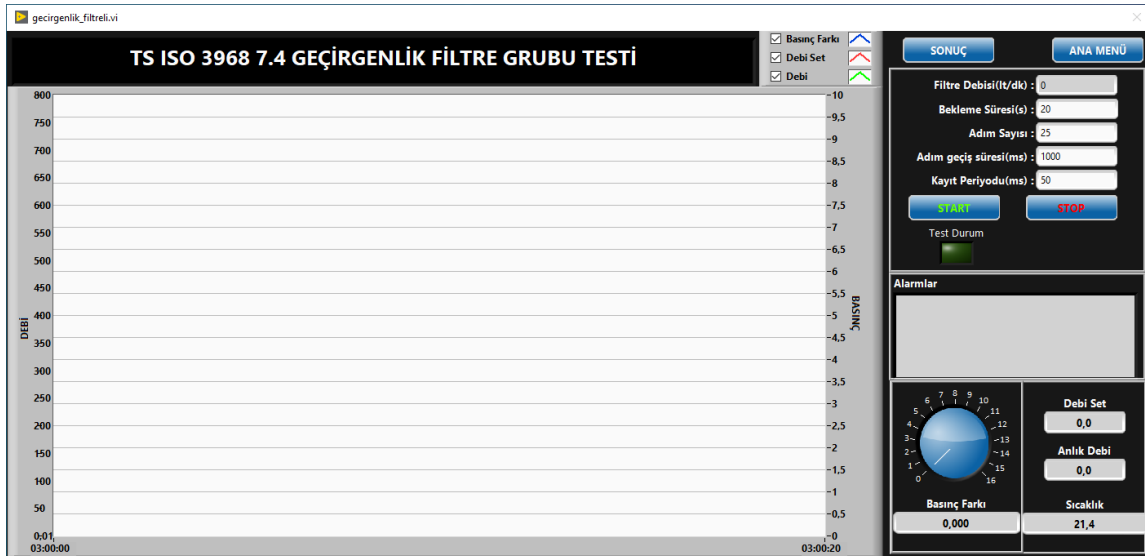 gecirgenlik_filtreli.vi
TS ISO 3968 7.4 GEÇİRGENLİK FİLTRE GRUBU TESTİ
Basınç Farkı
Debi Set
Debi
SONUÇ
ANA MENÜ
Filtre Debisi(lt/dk) : 0
Bekleme Süresi(s) : 20
Adım Sayısı : 25
Adım geçiş süresi(ms) : 1000
Kayıt Periyodu(ms) : 50
START
STOP
Test Durum
Alarmlar
DEBİ
800
750
700
650
600
550
500
450
400
350
300
250
200
150
100
50
0,01
10
9,5
9
8,5
8
7,5
7
6,5
6
5,5
5
4,5
4
3,5
3
2,5
2
1,5
1
0,5
0
BASINÇ
03:00:00
03:00:20
0
1
2
3
4
5
6
7
8
9
10
11
12
13
14
15
16
Basınç Farkı
0,000
Debi Set
0,0
Anlık Debi
0,0
Sıcaklık
21,4